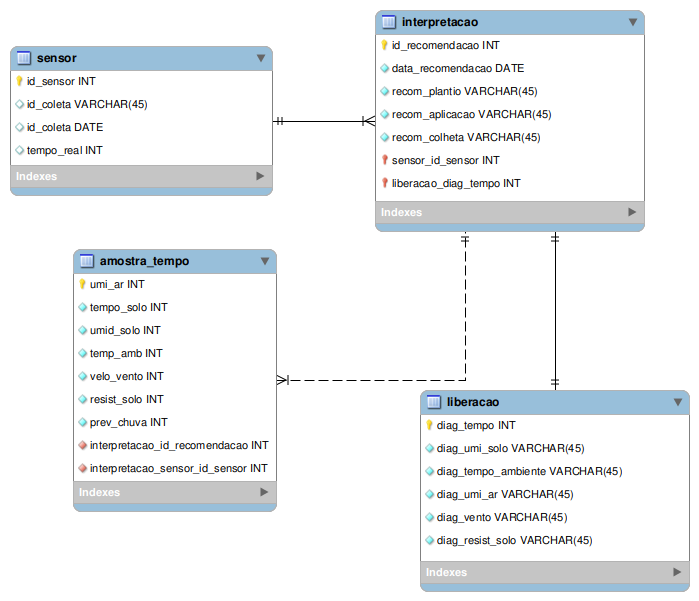 sensor
id_sensor INT
id_coleta VARCHAR(45)
id_coleta DATE
tempo_real INT
Indexes
interpretacao
id_recomendacao INT
data_recomendacao DATE
recom_plantio VARCHAR(45)
recom_aplicacao VARCHAR(45)
recom_colheta VARCHAR(45)
sensor_id_sensor INT
liberacao_diag_tempo INT
Indexes
amostra_tempo
umi_ar INT
tempo_solo INT
umid_solo INT
temp_amb INT
velo_vento INT
resist_solo INT
prev_chuva INT
interpretacao_id_recomendacao INT
interpretacao_sensor_id_sensor INT
Indexes
liberacao
diag_tempo INT
diag_umi_solo VARCHAR(45)
diag_tempo_ambiente VARCHAR(45)
diag_umi_ar VARCHAR(45)
diag_vento VARCHAR(45)
diag_resist_solo VARCHAR(45)
Indexes